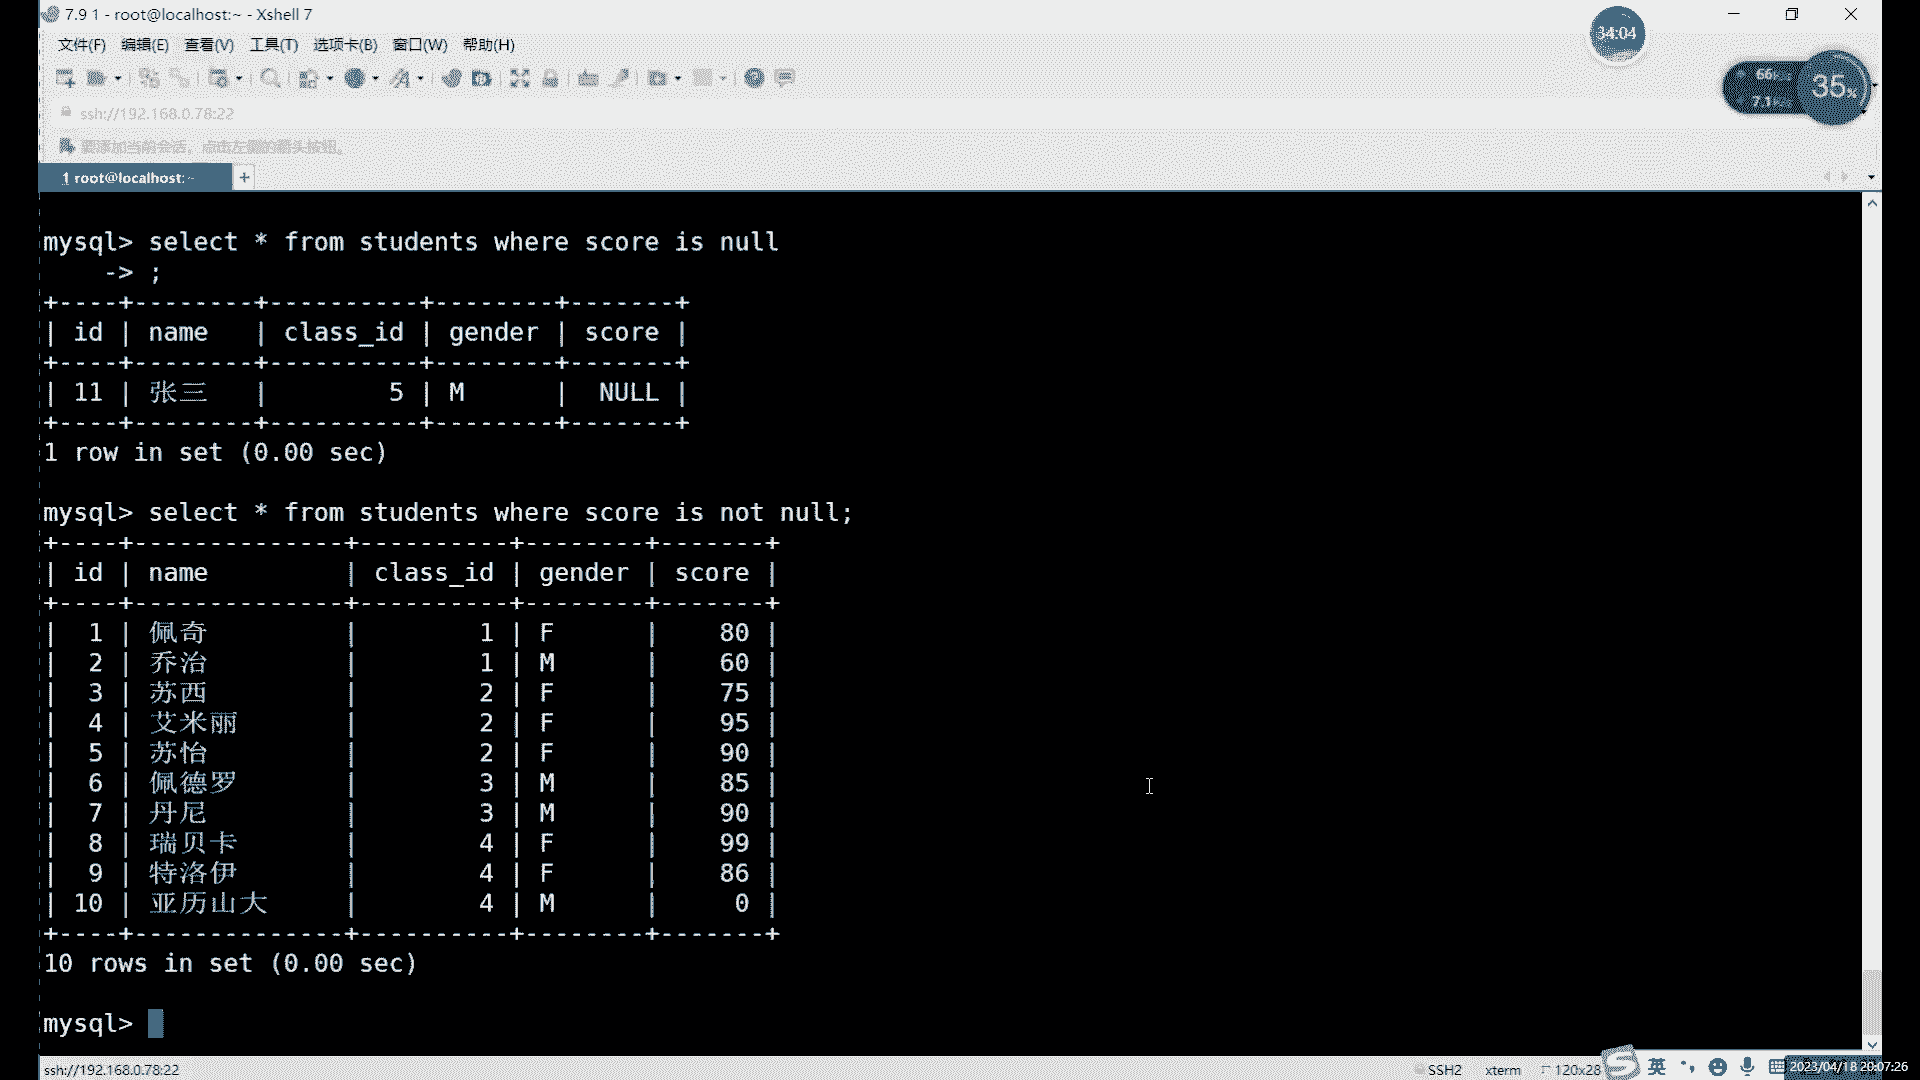 7.9 1 - root@localhost:~ - Xshell 7
34:04
文件(F) 编辑(E) 查看(V) 工具(T) 选项卡(B) 窗口(W) 帮助(H)
66
7.1
35%
ssh://192.168.0.78:22
要添加当前会话，点击左侧的箭头按钮。
1 root@localhost:~ +
mysql> select * from students where score is null
    -> ;
+----+--------+----------+--------+-------+
| id | name   | class_id | gender | score |
+----+--------+----------+--------+-------+
| 11 | 张三   |        5 | M      |  NULL |
+----+--------+----------+--------+-------+
1 row in set (0.00 sec)
mysql> select * from students where score is not null;
+----+--------------+----------+--------+-------+
| id | name         | class_id | gender | score |
+----+--------------+----------+--------+-------+
|  1 | 佩奇         |        1 | F      |    80 |
|  2 | 乔治         |        1 | M      |    60 |
|  3 | 苏西         |        2 | F      |    75 |
|  4 | 艾米丽       |        2 | F      |    95 |
|  5 | 苏怡         |        2 | F      |    90 |
|  6 | 佩德罗       |        3 | M      |    85 |
|  7 | 丹尼         |        3 | M      |    90 |
|  8 | 瑞贝卡       |        4 | F      |    99 |
|  9 | 特洛伊       |        4 | F      |    86 |
| 10 | 亚历山大     |        4 | M      |     0 |
+----+--------------+----------+--------+-------+
10 rows in set (0.00 sec)
mysql>
ssh://192.168.0.78:22 SSH2 xterm 120x28 英 2023/04/18 20:07:26